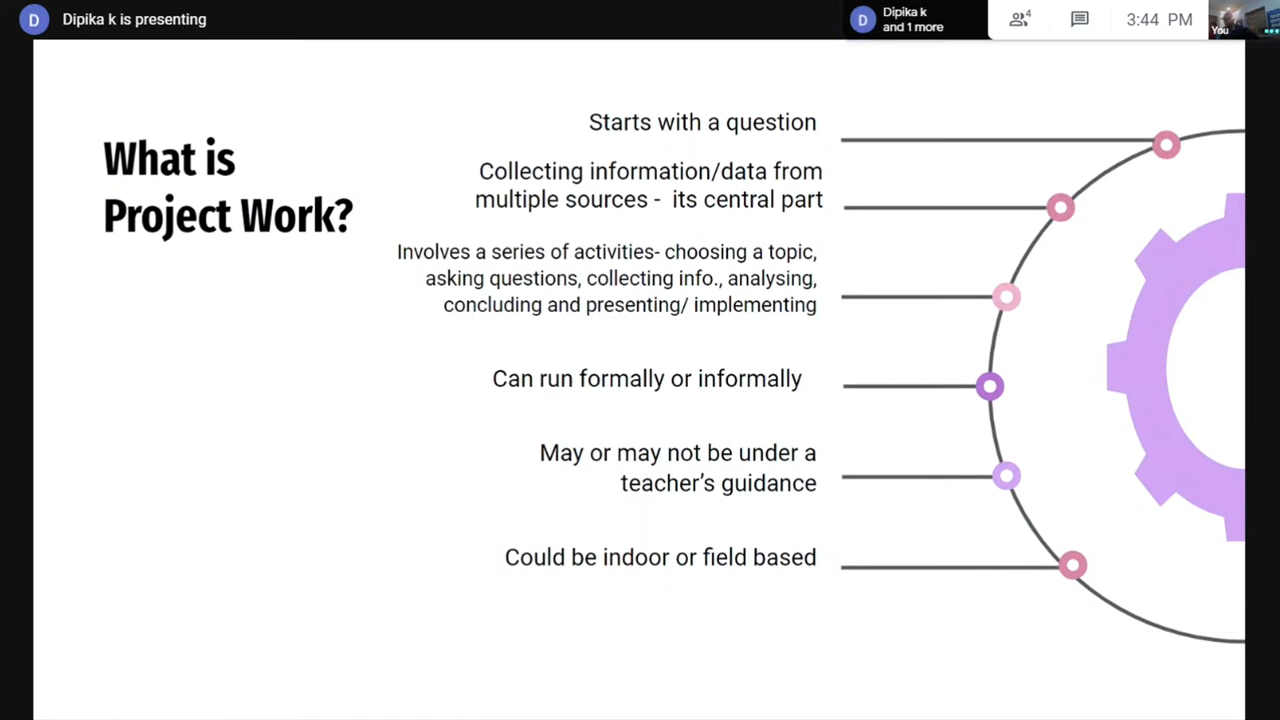 D Dipika k is presenting
D Dipika k
and 1 more
4
3:44 PM
You
What is
Project Work?
Starts with a question
Collecting information/data from
multiple sources - its central part
Involves a series of activities- choosing a topic,
asking questions, collecting info., analysing,
concluding and presenting/ implementing
Can run formally or informally
May or may not be under a
teacher’s guidance
Could be indoor or field based